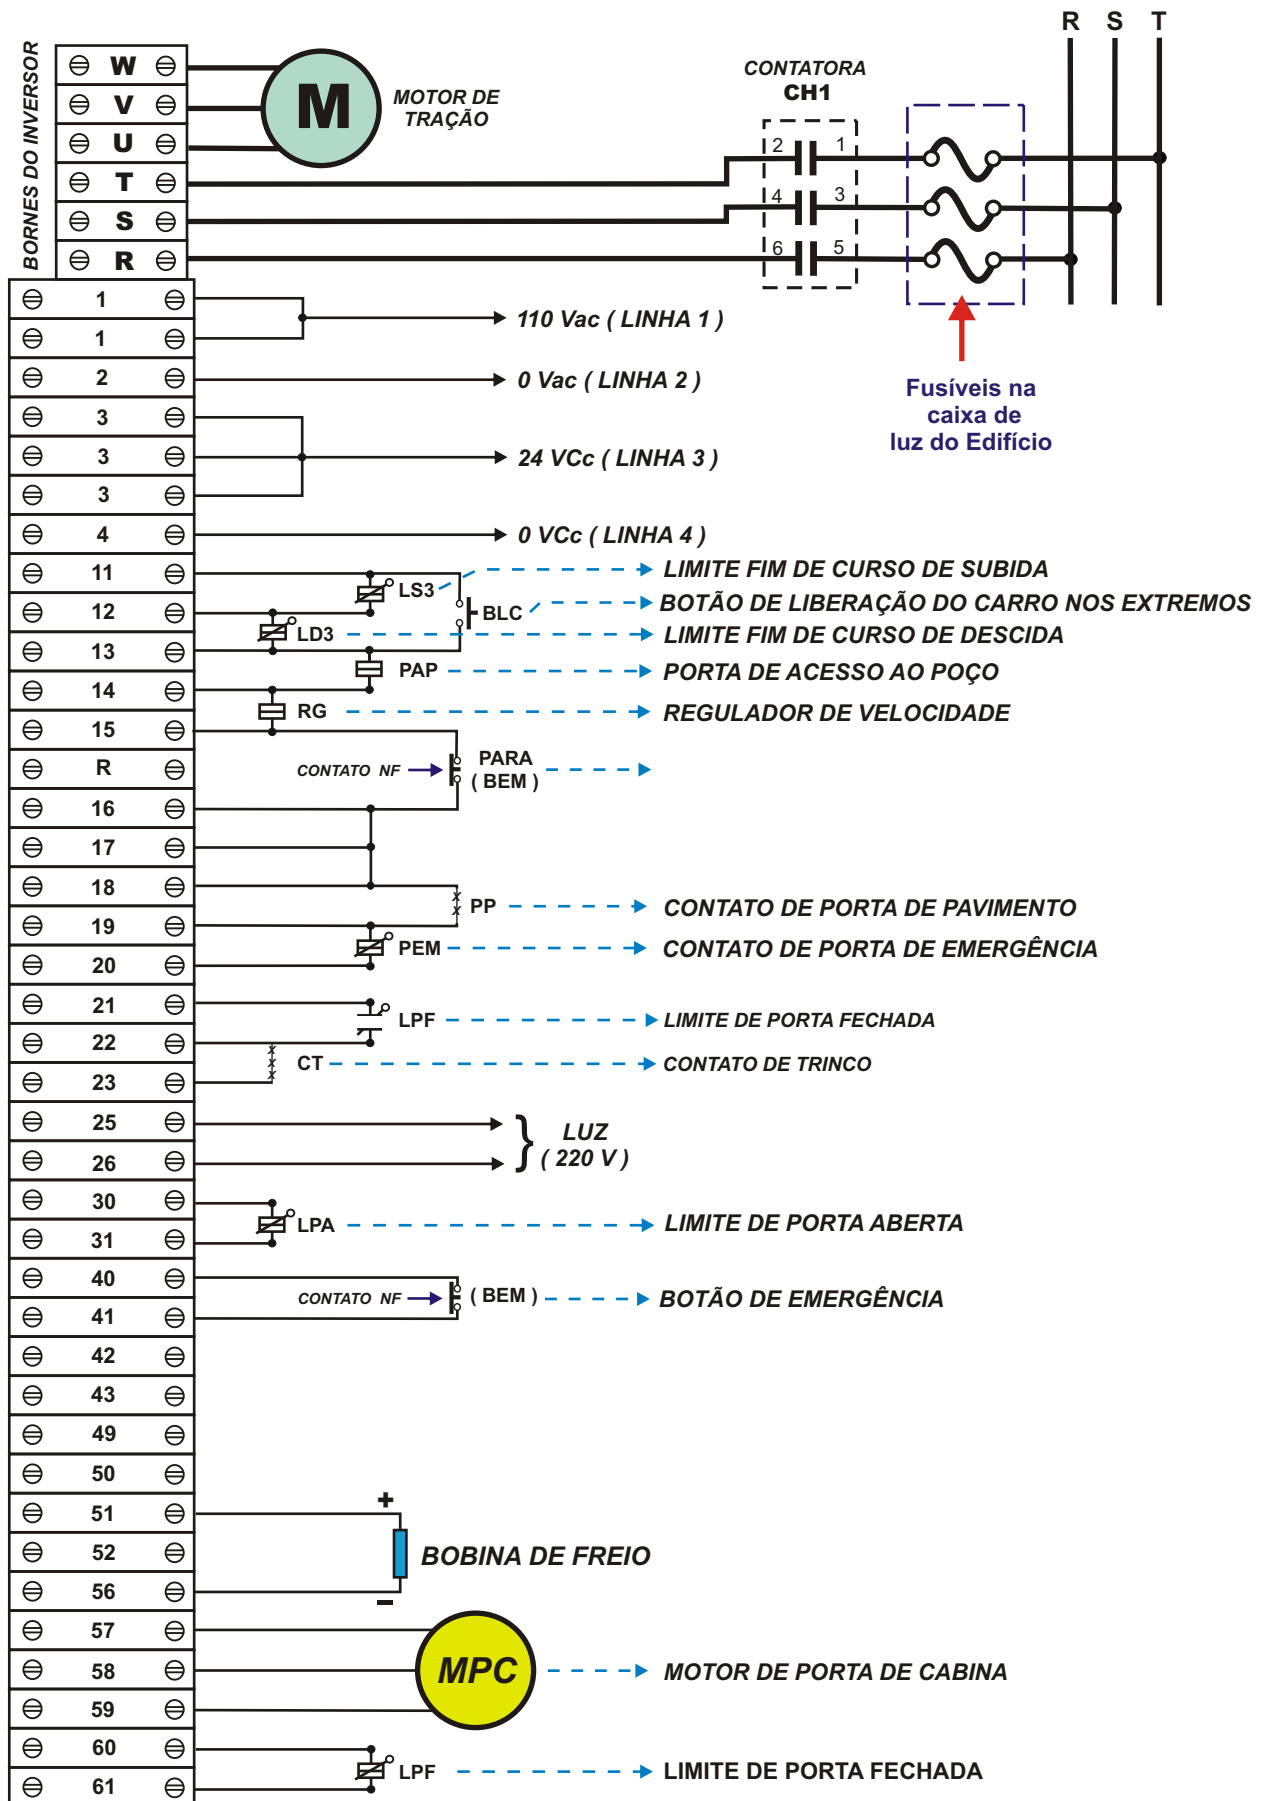 R S T
BORNES DO INVERSOR
W
V
U
T
S
R
M
MOTOR DE
TRAÇÃO
CONTATORA
CH1
2 1
4 3
6 5
Fusíveis na
caixa de
luz do Edifício
1
1
110 Vac ( LINHA 1 )
2
0 Vac ( LINHA 2 )
3
3
24 VCc ( LINHA 3 )
3
4
0 VCc ( LINHA 4 )
11
LS3
LIMITE FIM DE CURSO DE SUBIDA
12
BLC
BOTÃO DE LIBERAÇÃO DO CARRO NOS EXTREMOS
LD3
LIMITE FIM DE CURSO DE DESCIDA
13
PAP
PORTA DE ACESSO AO POÇO
14
RG
REGULADOR DE VELOCIDADE
15
R
CONTATO NF
PARA
( BEM )
16
17
18
PP
CONTATO DE PORTA DE PAVIMENTO
19
PEM
CONTATO DE PORTA DE EMERGÊNCIA
20
21
LPF
LIMITE DE PORTA FECHADA
22
CT
CONTATO DE TRINCO
23
25
LUZ
( 220 V )
26
30
LPA
LIMITE DE PORTA ABERTA
31
40
CONTATO NF
( BEM )
BOTÃO DE EMERGÊNCIA
41
42
43
49
50
51
+
52
BOBINA DE FREIO
56
–
57
58
MPC
MOTOR DE PORTA DE CABINA
59
60
LPF
LIMITE DE PORTA FECHADA
61